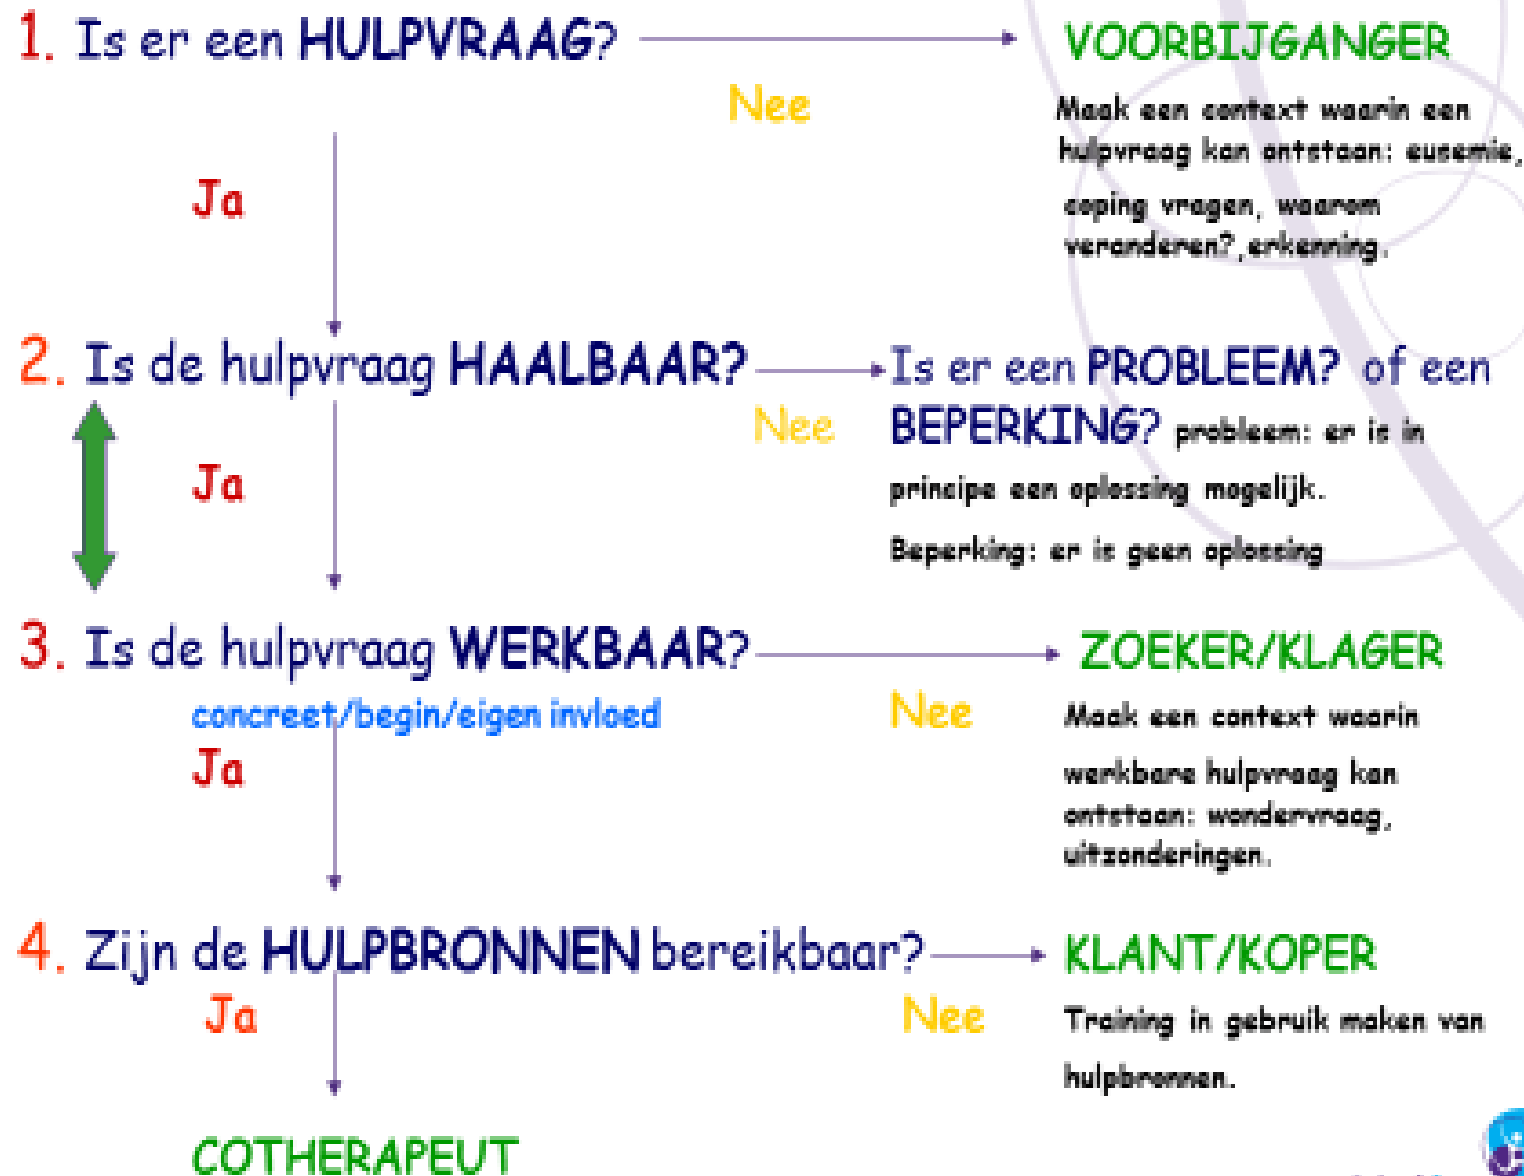 1. Is er een HULPVRAAG?
VOORBIJGANGER
Nee
Maak een context waarin een
hulpvraag kan ontstaan: eusemie,
coping vragen, waarom
veranderen?,erkenning.
Ja
2. Is de hulpvraag HAALBAAR?
Is er een PROBLEEM? of een
Nee
BEPERKING? probleem: er is in
principe een oplossing mogelijk.
Beperking: er is geen oplossing
Ja
3. Is de hulpvraag WERKBAAR?
ZOEKER/KLAGER
concreet/begin/eigen invloed
Nee
Maak een context waarin
werkbare hulpvraag kan
ontstaan: wondervraag,
uitzonderingen.
Ja
4. Zijn de HULPBRONNEN bereikbaar?
KLANT/KOPER
Ja
Nee
Training in gebruik maken van
hulpbronnen.
COTHERAPEUT